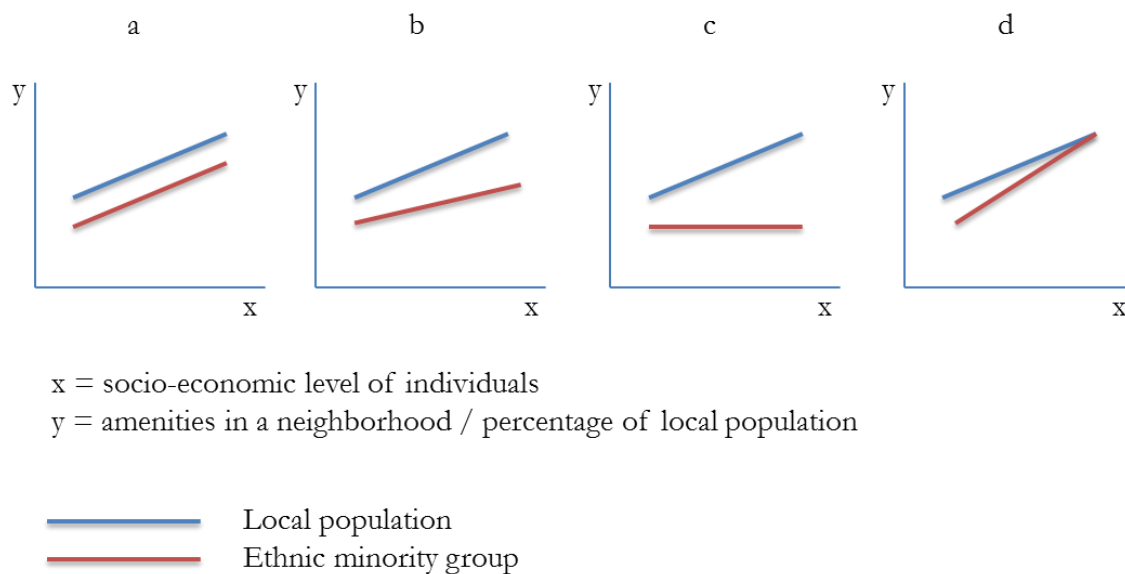 a b c d
y y y y
x x x x
x = socio-economic level of individuals
y = amenities in a neighborhood / percentage of local population
Local population
Ethnic minority group